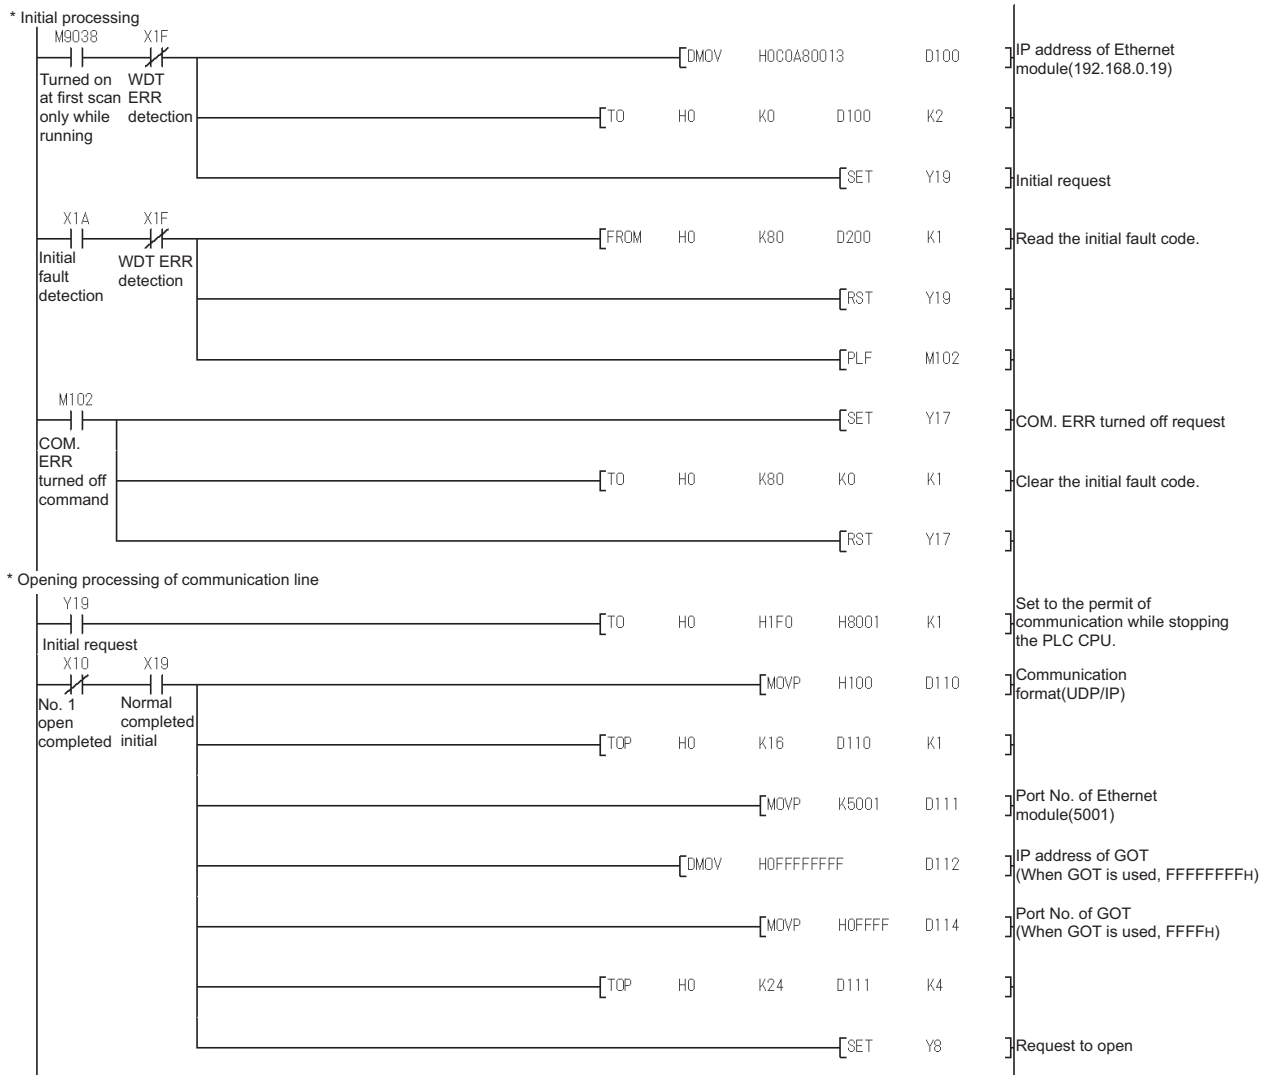 * Initial processing
M9038 X1F
DMOV H0C0A80013 D100
IP address of Ethernet
module(192.168.0.19)
Turned on
at first scan
only while
running
WDT
ERR
detection
TO H0 K0 D100 K2
SET Y19
Initial request
X1A X1F
FROM H0 K80 D200 K1
Read the initial fault code.
Initial
fault
detection
WDT ERR
detection
RST Y19
PLF M102
M102
SET Y17
COM. ERR turned off request
COM.
ERR
turned off
command
TO H0 K80 K0 K1
Clear the initial fault code.
RST Y17
* Opening processing of communication line
Y19
TO H0 H1F0 H8001 K1
Set to the permit of
communication while stopping
the PLC CPU.
Initial request
X10 X19
MOVP H100 D110
Communication
format(UDP/IP)
No. 1
open
completed
Normal
completed
initial
TOP H0 K16 D110 K1
MOVP K5001 D111
Port No. of Ethernet
module(5001)
DMOV H0FFFFFFFF D112
IP address of GOT
(When GOT is used, FFFFFFFFH)
MOVP H0FFFF D114
Port No. of GOT
(When GOT is used, FFFFH)
TOP H0 K24 D111 K4
SET Y8
Request to open